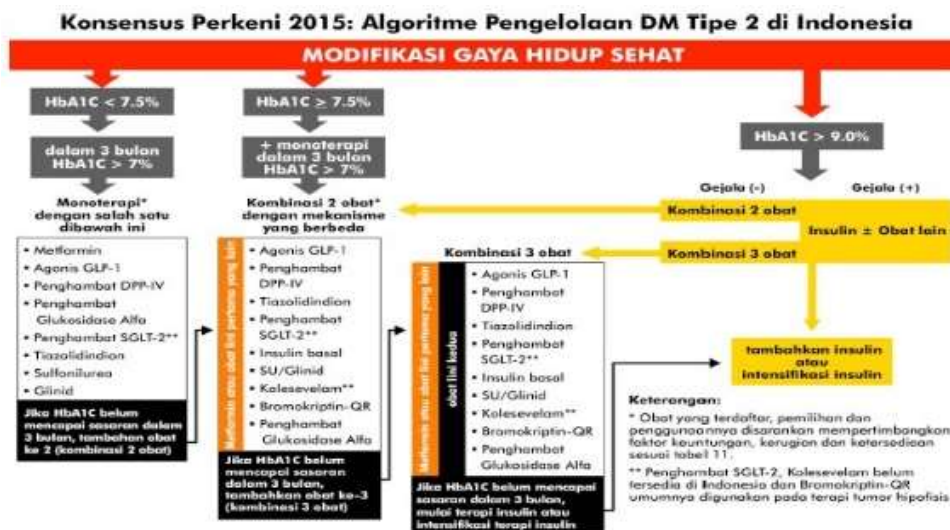 Konsensus Perkeni 2015: Algoritme Pengelolaan DM Tipe 2 di Indonesia
MODIFIKASI GAYA HIDUP SEHAT
HbA1C < 7.5%
dalam 3 bulan
HbA1C > 7%
Monoterapi*
dengan salah satu
dibawah ini
• Metformin
• Agonis GLP-1
• Penghambat DPP-IV
• Penghambat
Glukosidase Alfa
• Penghambat SGLT-2**
• Tiazolidindion
• Sulfonilurea
• Glinid
Jika HbA1C belum
mencapai sasaran dalam
3 bulan, tambahan obat
ke 2 (kombinasi 2 obat)
HbA1C ≥ 7.5%
+ monoterapi
dalam 3 bulan
HbA1C > 7%
Kombinasi 2 obat*
dengan mekanisme
yang berbeda
Metformin atau obat lini pertama yang lain
• Agonis GLP-1
• Penghambat
DPP-IV
• Tiazolidindion
• Penghambat
SGLT-2**
• Insulin basal
• SU/Glinid
• Kolesevelam**
• Bromokriptin-QR
• Penghambat
Glukosidase Alfa
Jika HbA1C belum
mencapai sasaran
dalam 3 bulan,
tambahkan obat ke-3
(kombinasi 3 obat)
Kombinasi 3 obat
Metformin atau obat lini pertama yang lain
obat lini kedua
• Agonis GLP-1
• Penghambat
DPP-IV
• Tiazolidindion
• Penghambat
SGLT-2**
• Insulin basal
• SU/Glinid
• Kolesevelam**
• Bromokriptin-QR
• Penghambat
Glukosidase Alfa
Jika HbA1C belum mencapai
sasaran dalam 3 bulan,
mulai terapi insulin atau
intensifikasi terapi insulin
HbA1C > 9.0%
Gejala (-)
Gejala (+)
Kombinasi 2 obat
Insulin ± Obat lain
Kombinasi 3 obat
tambahkan insulin
atau
intensifikasi insulin
Keterangan:
* Obat yang terdaftar, pemilihan dan
penggunannya disarankan mempertimbangkan
faktor keuntungan, kerugian dan ketersediaan
sesuai tabel 11.
** Penghambat SGLT-2, Kolesevelam belum
tersedia di Indonesia dan Bromokriptin-QR
umumnya digunakan pada terapi tumor hipofisis